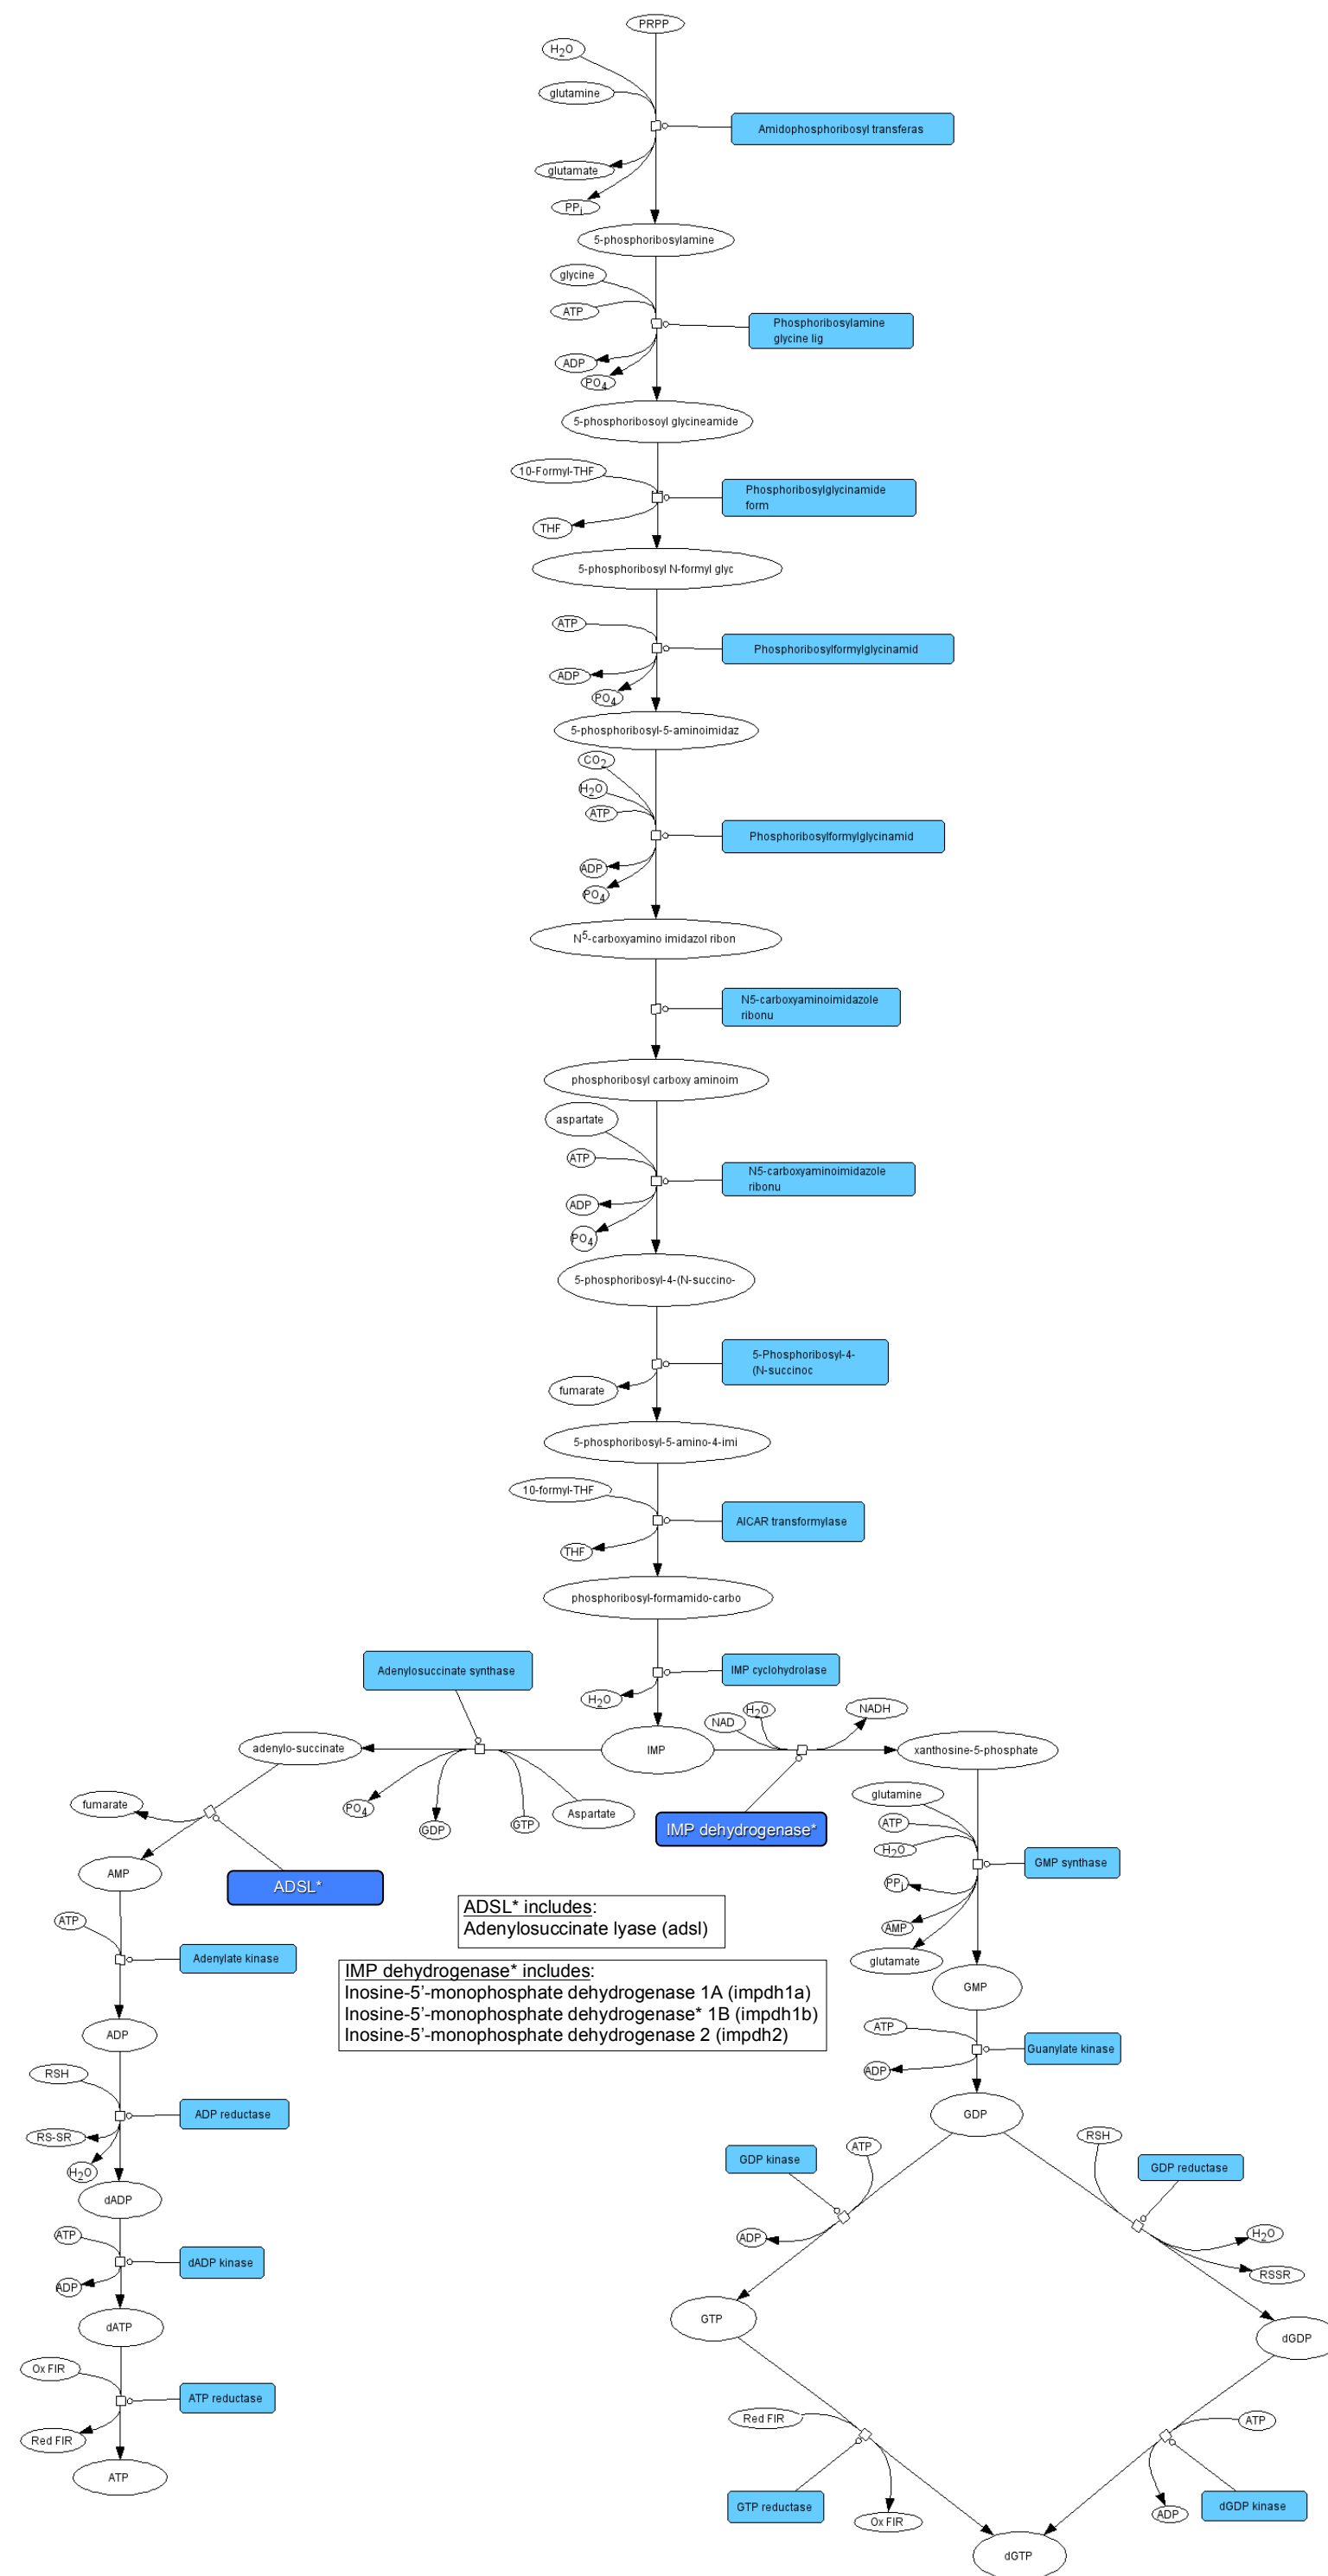 PRPP
H₂O
glutamine
Amidophosphoribosyl transferas
glutamate
PPᵢ
5-phosphoribosylamine
glycine
ATP
Phosphoribosylamine
glycine lig
ADP
PO₄
5-phosphoribosoyl glycineamide
10-Formyl-THF
Phosphoribosylglycinamide
form
THF
5-phosphoribosyl N-formyl glyc
ATP
Phosphoribosylformylglycinamid
ADP
PO₄
5-phosphoribosyl-5-aminoimidaz
CO₂
H₂O
ATP
Phosphoribosylformylglycinamid
ADP
PO₄
N⁵-carboxyamino imidazol ribon
N5-carboxyaminoimidazole
ribonu
phosphoribosyl carboxy aminoim
aspartate
ATP
N5-carboxyaminoimidazole
ribonu
ADP
PO₄
5-phosphoribosyl-4-(N-succino-
5-Phosphoribosyl-4-
(N-succinoc
fumarate
5-phosphoribosyl-5-amino-4-imi
10-formyl-THF
AICAR transformylase
THF
phosphoribosyl-formamido-carbo
Adenylosuccinate synthase
IMP cyclohydrolase
H₂O
adenylo-succinate
IMP
NAD
H₂O
NADH
xanthosine-5-phosphate
fumarate
PO₄
GDP
GTP
Aspartate
IMP dehydrogenase*
glutamine
ATP
H₂O
GMP synthase
PPᵢ
AMP
glutamate
AMP
ADSL*
ADSL* includes:
Adenylosuccinate lyase (adsl)
IMP dehydrogenase* includes:
Inosine-5’-monophosphate dehydrogenase 1A (impdh1a)
Inosine-5’-monophosphate dehydrogenase* 1B (impdh1b)
Inosine-5’-monophosphate dehydrogenase 2 (impdh2)
ATP
Adenylate kinase
ADP
RSH
ADP reductase
RS-SR
H₂O
dADP
ATP
dADP kinase
ADP
dATP
Ox FIR
ATP reductase
Red FIR
ATP
GMP
ATP
Guanylate kinase
ADP
GDP
GDP kinase
ATP
RSH
GDP reductase
ADP
H₂O
RSSR
GTP
dGDP
Red FIR
ATP
GTP reductase
Ox FIR
ADP
dGDP kinase
dGTP